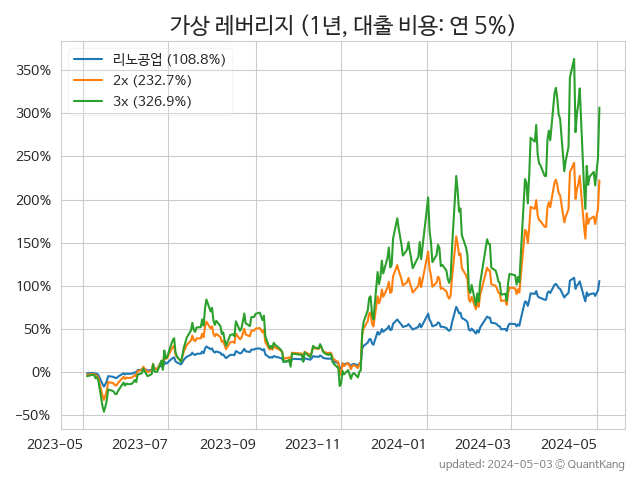 가상 레버리지 (1년, 대출 비용: 연 5%)
리노공업 (108.8%)
2x (232.7%)
3x (326.9%)
350%
300%
250%
200%
150%
100%
50%
0%
−50%
2023-05 2023-07 2023-09 2023-11 2024-01 2024-03 2024-05
updated: 2024-05-03 © QuantKang